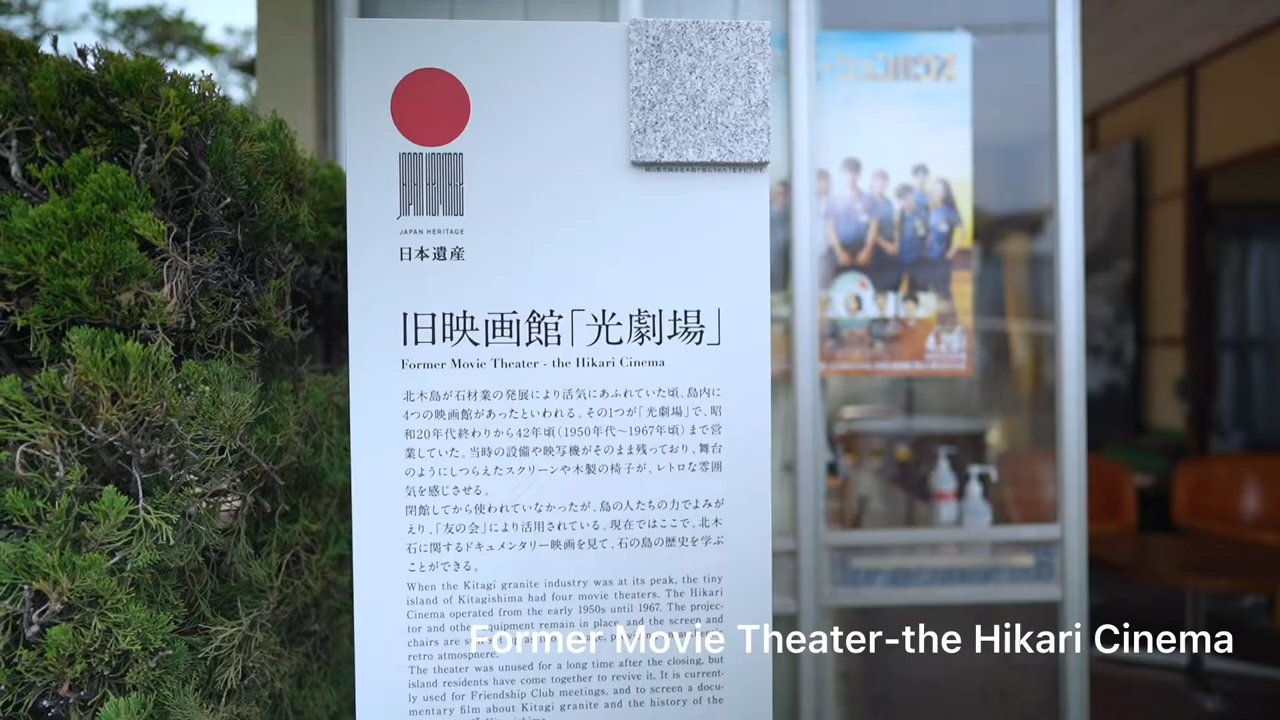 JAPAN HERITAGE
JAPAN HERITAGE
日本遺産
旧映画館「光劇場」
Former Movie Theater - the Hikari Cinema
北木島が石材業の発展により活気にあふれていた頃、島内に
4つの映画館があったといわれる。その1つが「光劇場」で、昭
和20年代終わりから42年頃(1950年代〜1967年頃)まで営
業していた。当時の設備や映写機がそのまま残っており、舞台
のようにしつらえたスクリーンや木製の椅子が、レトロな雰囲
気を感じさせる。
閉館してから使われていなかったが、島の人たちの力でよみが
えり、「友の会」により活用されている。現在ではここで、北木
石に関するドキュメンタリー映画を見て、石の島の歴史を学ぶ
ことができる。
When the Kitagi granite industry was at its peak, the tiny
island of Kitagishima had four movie theaters. The Hikari
Cinema operated from the early 1950s until 1967. The projec-
tor and other equipment remain in place, and the screen and
chairs are
retro atmosphere.
The theater was unused for a long time after the closing, but
island residents have come together to revive it. It is current-
ly used for Friendship Club meetings, and to screen a docu-
mentary film about Kitagi granite and the history of the
Former Movie Theater-the Hikari Cinema